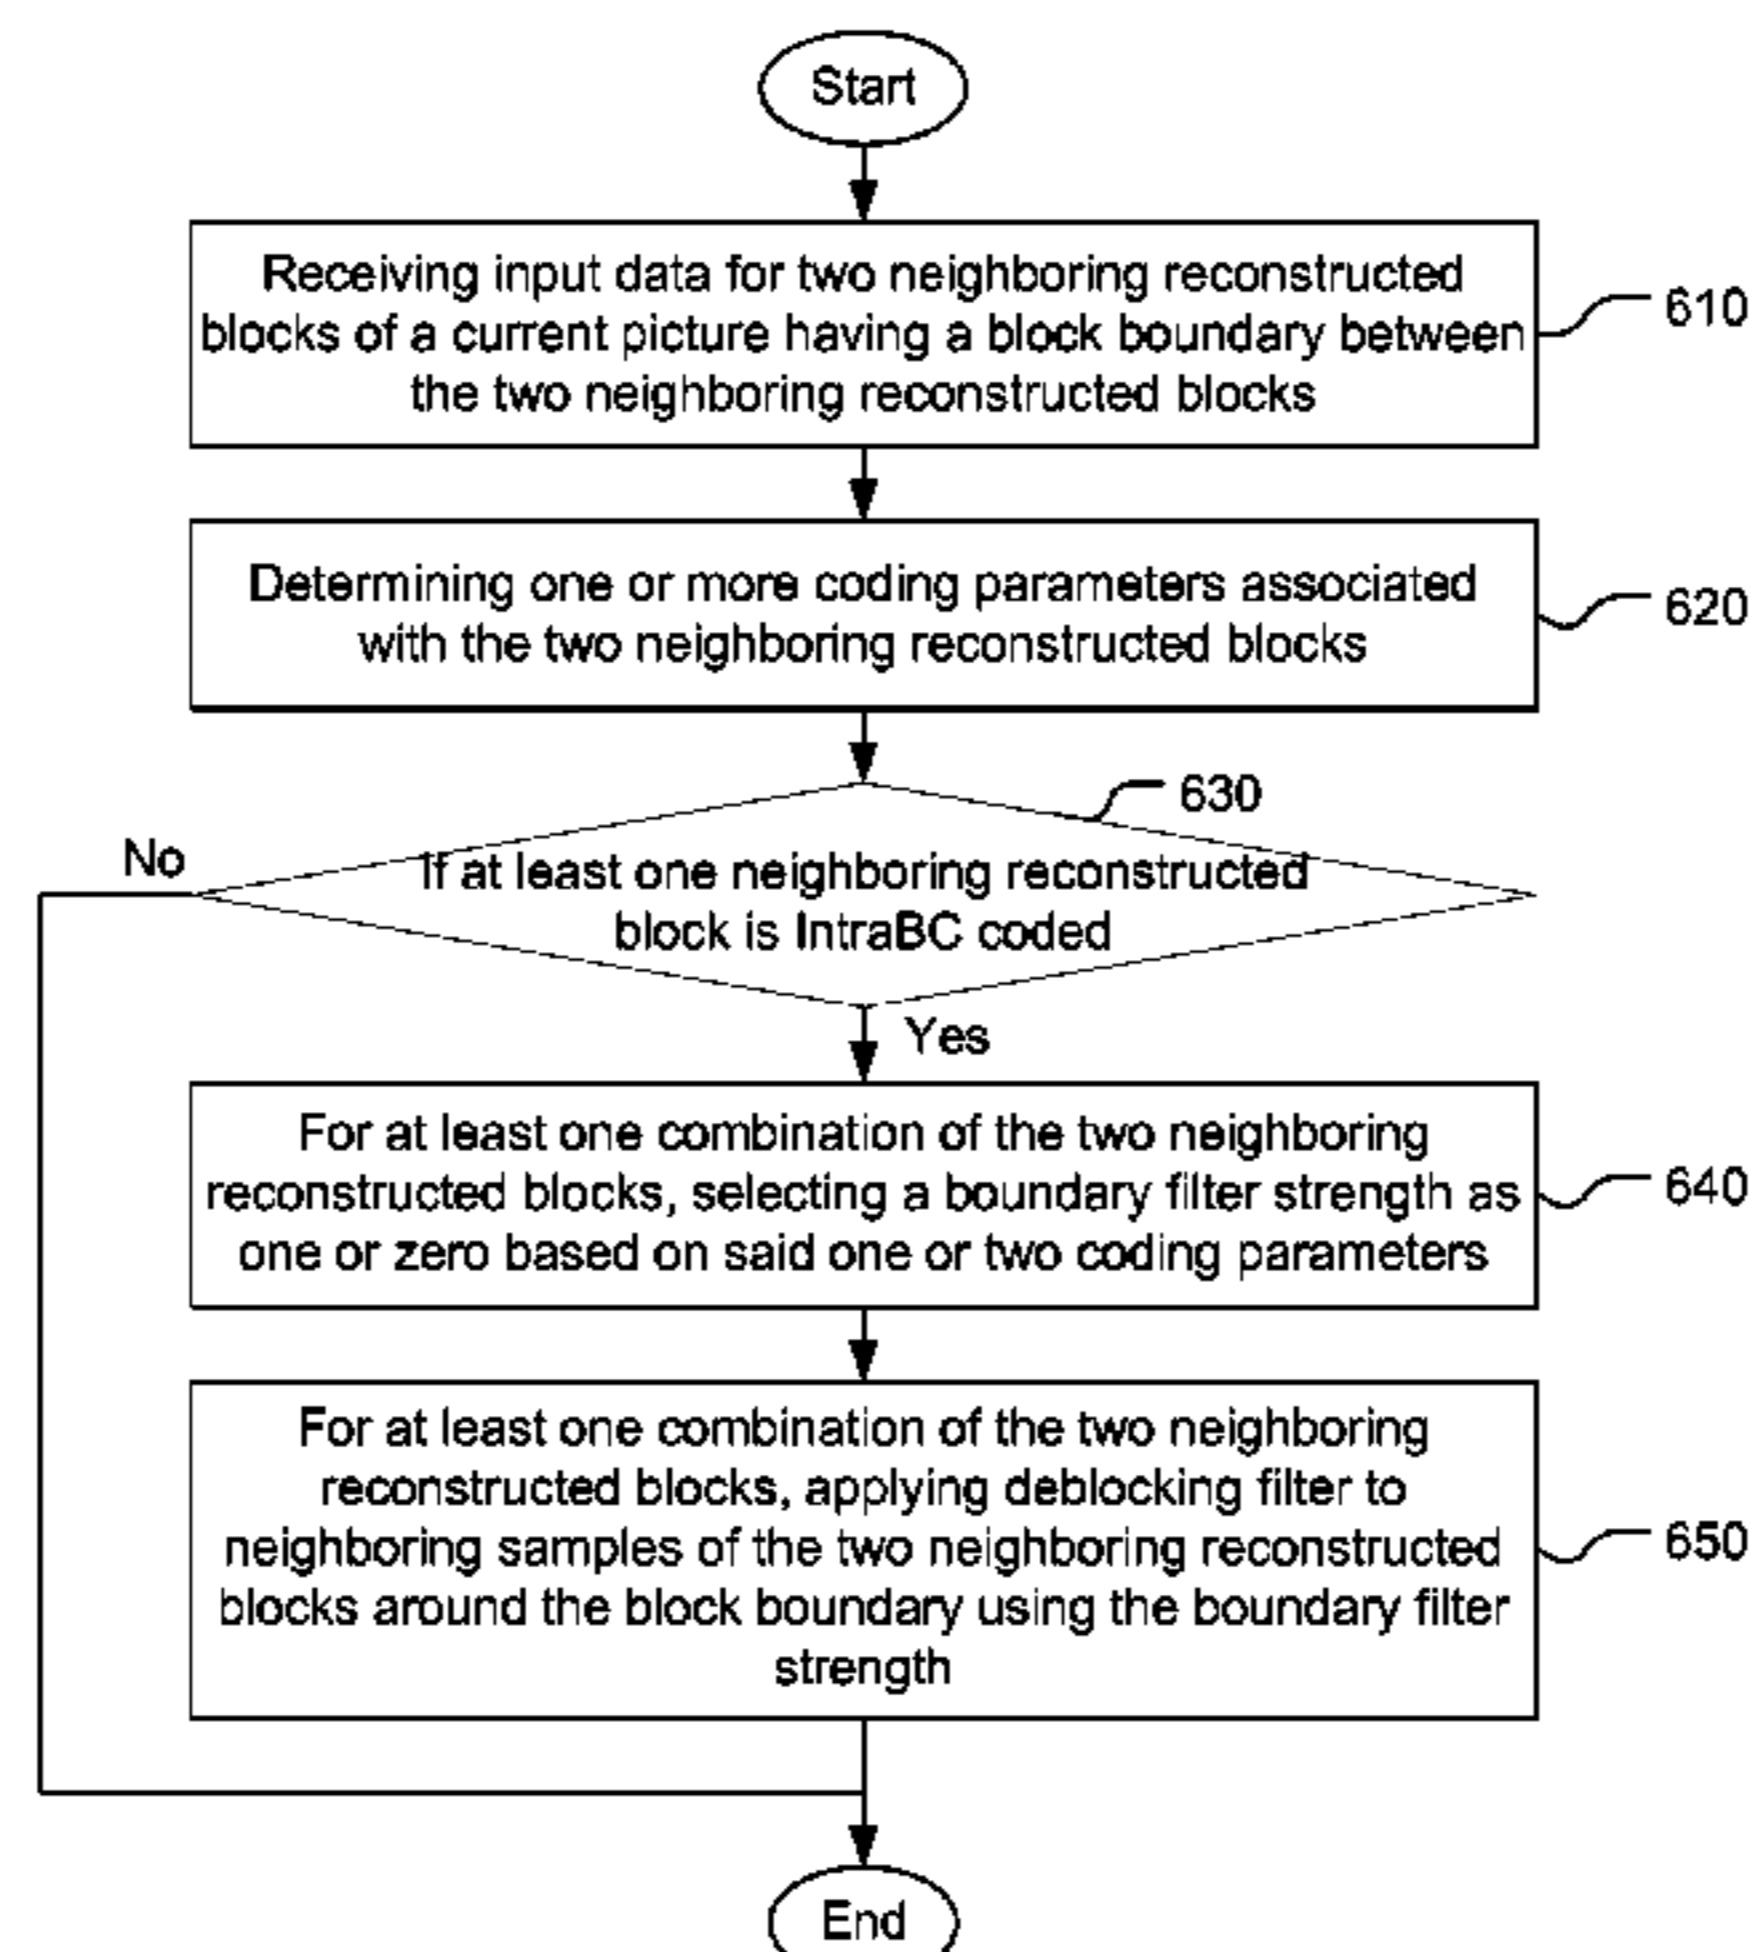 Start
Receiving input data for two neighboring reconstructed
blocks of a current picture having a block boundary between
the two neighboring reconstructed blocks
610
Determining one or more coding parameters associated
with the two neighboring reconstructed blocks
620
630
No
If at least one neighboring reconstructed
block is IntraBC coded
Yes
For at least one combination of the two neighboring
reconstructed blocks, selecting a boundary filter strength as
one or zero based on said one or two coding parameters
640
For at least one combination of the two neighboring
reconstructed blocks, applying deblocking filter to
neighboring samples of the two neighboring reconstructed
blocks around the block boundary using the boundary filter
strength
650
End